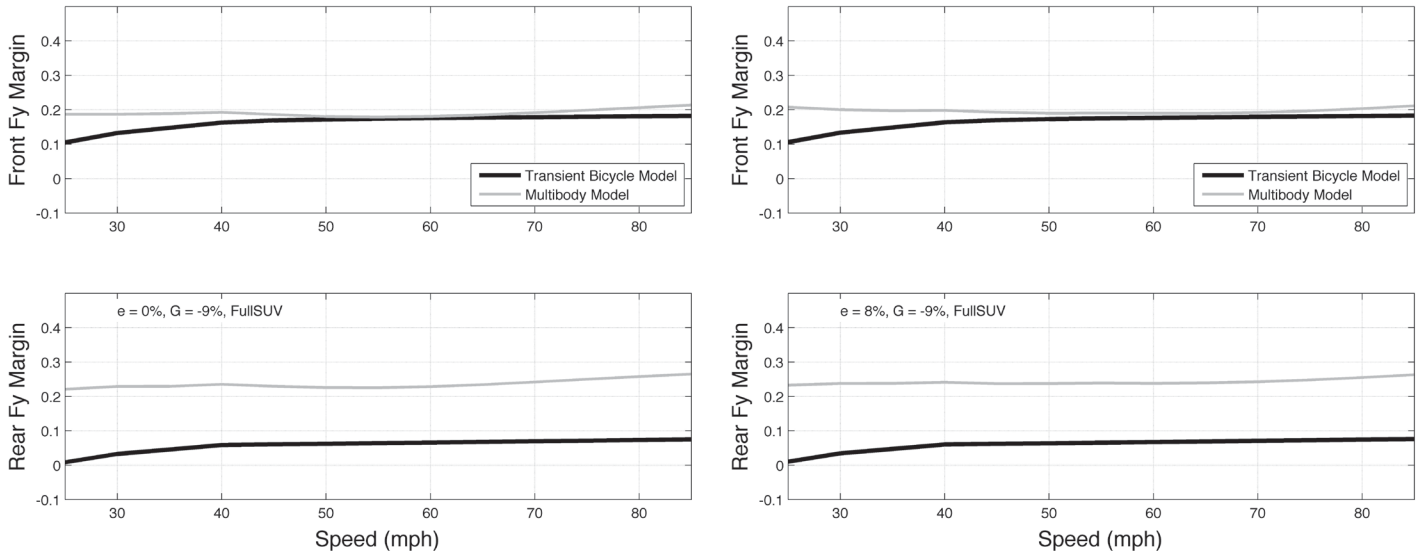 Front Fy Margin
0.4
0.3
0.2
0.1
0
-0.1
30 40 50 60 70 80
Transient Bicycle Model
Multibody Model
Front Fy Margin
0.4
0.3
0.2
0.1
0
-0.1
30 40 50 60 70 80
Transient Bicycle Model
Multibody Model
Rear Fy Margin
e = 0%, G = -9%, FullSUV
0.4
0.3
0.2
0.1
0
-0.1
30 40 50 60 70 80
Speed (mph)
Rear Fy Margin
e = 8%, G = -9%, FullSUV
0.4
0.3
0.2
0.1
0
-0.1
30 40 50 60 70 80
Speed (mph)